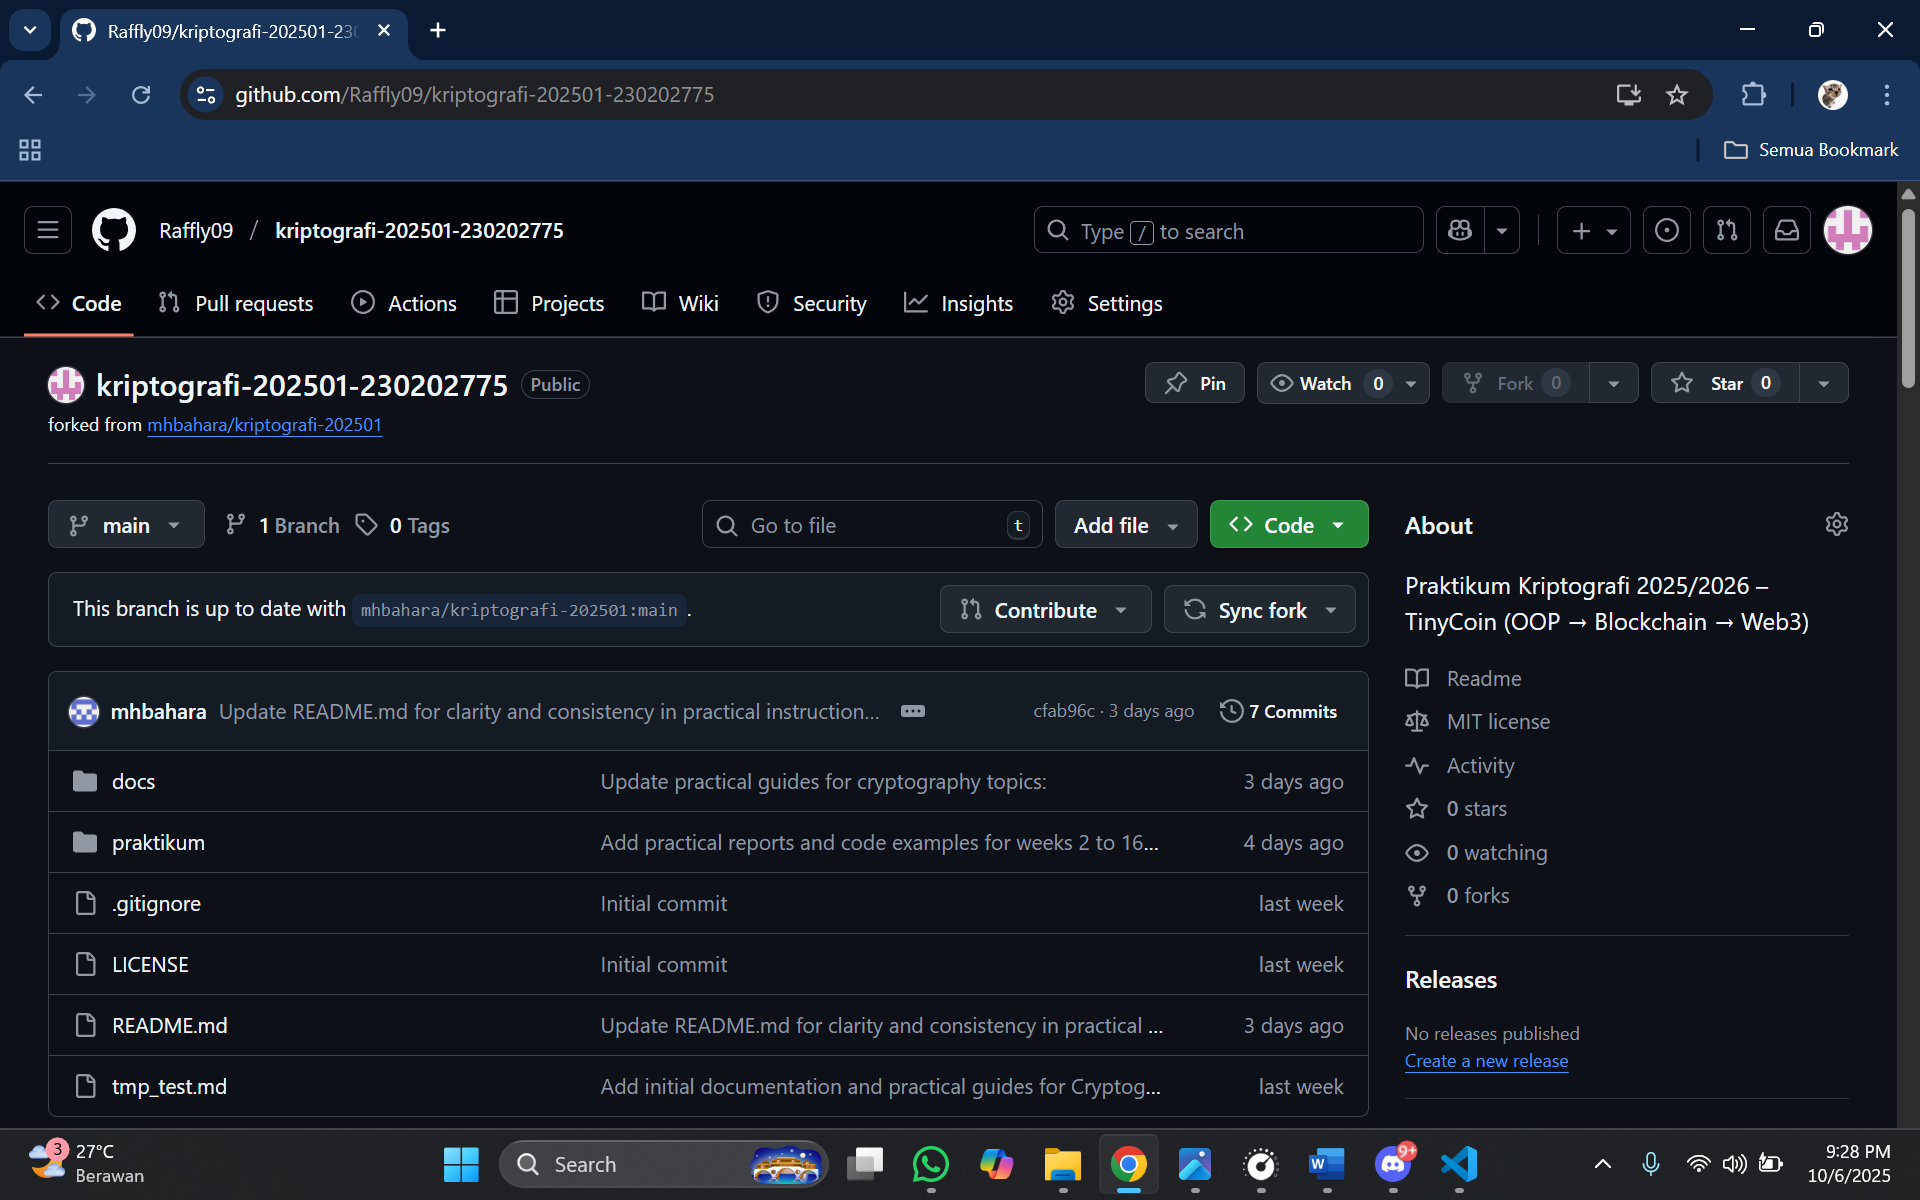 Raffly09/kriptografi-202501-230
github.com/Raffly09/kriptografi-202501-230202775
Semua Bookmark
Raffly09 / kriptografi-202501-230202775
Type / to search
Code Pull requests Actions Projects Wiki Security Insights Settings
kriptografi-202501-230202775 Public
Pin Watch 0 Fork 0 Star 0
forked from mhbahara/kriptografi-202501
main 1 Branch 0 Tags Go to file t Add file Code
This branch is up to date with mhbahara/kriptografi-202501:main .
Contribute Sync fork
mhbahara Update README.md for clarity and consistency in practical instruction... cfab96c · 3 days ago 7 Commits
docs Update practical guides for cryptography topics: 3 days ago
praktikum Add practical reports and code examples for weeks 2 to 16... 4 days ago
.gitignore Initial commit last week
LICENSE Initial commit last week
README.md Update README.md for clarity and consistency in practical ... 3 days ago
tmp_test.md Add initial documentation and practical guides for Cryptog... last week
About
Praktikum Kriptografi 2025/2026 –
TinyCoin (OOP → Blockchain → Web3)
Readme
MIT license
Activity
0 stars
0 watching
0 forks
Releases
No releases published
Create a new release
3
27°C
Berawan
Search
9+
9:28 PM
10/6/2025